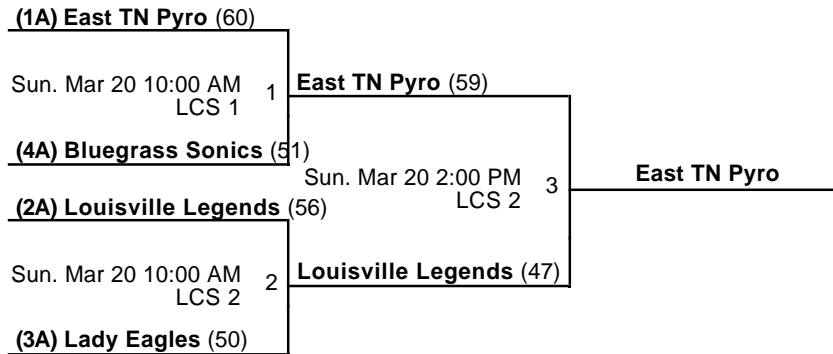 (1A) East TN Pyro (60)
Sun. Mar 20 10:00 AM
LCS 1
1
East TN Pyro (59)
(4A) Bluegrass Sonics (51)
Sun. Mar 20 2:00 PM
LCS 2
3
East TN Pyro
(2A) Louisville Legends (56)
Sun. Mar 20 10:00 AM
LCS 2
2
Louisville Legends (47)
(3A) Lady Eagles (50)